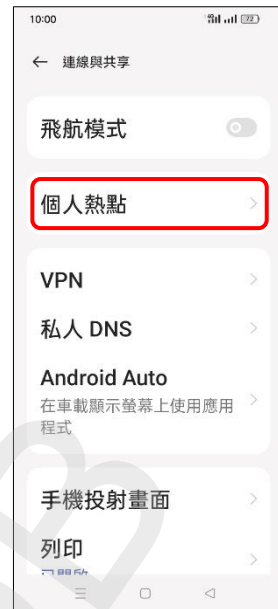 10:00
72
← 連線與共享
飛航模式
個人熱點
VPN
私人 DNS
Android Auto
在車載顯示螢幕上使用應用
程式
手機投射畫面
列印